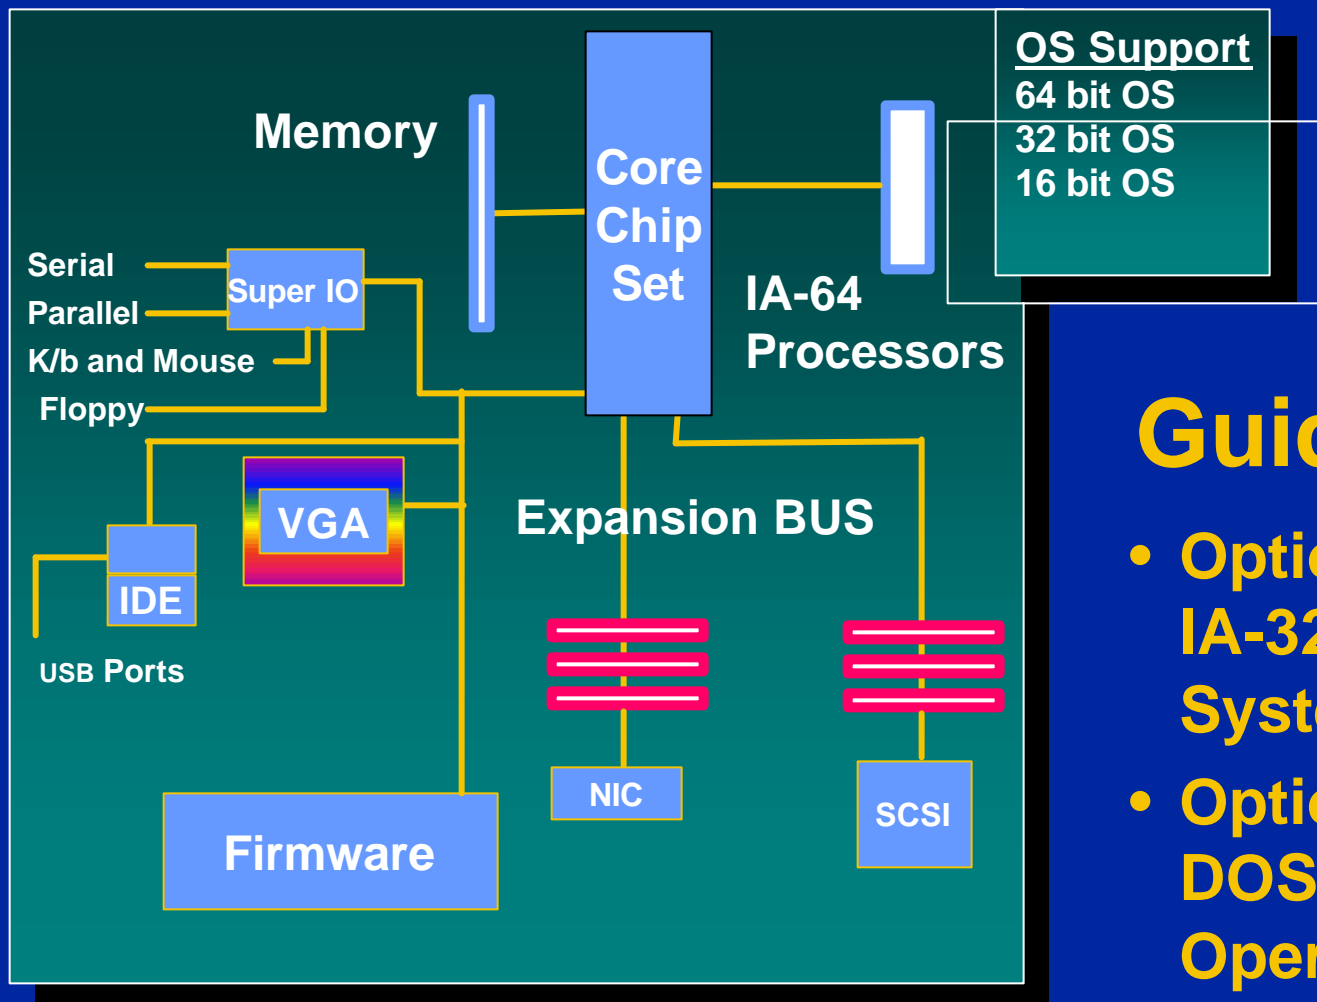 OS Support
64 bit OS
32 bit OS
16 bit OS
Memory
Core
Chip
Set
IA-64
Processors
Serial
Parallel
K/b and Mouse
Floppy
Super IO
VGA
IDE
USB Ports
Expansion BUS
NIC
SCSI
Firmware